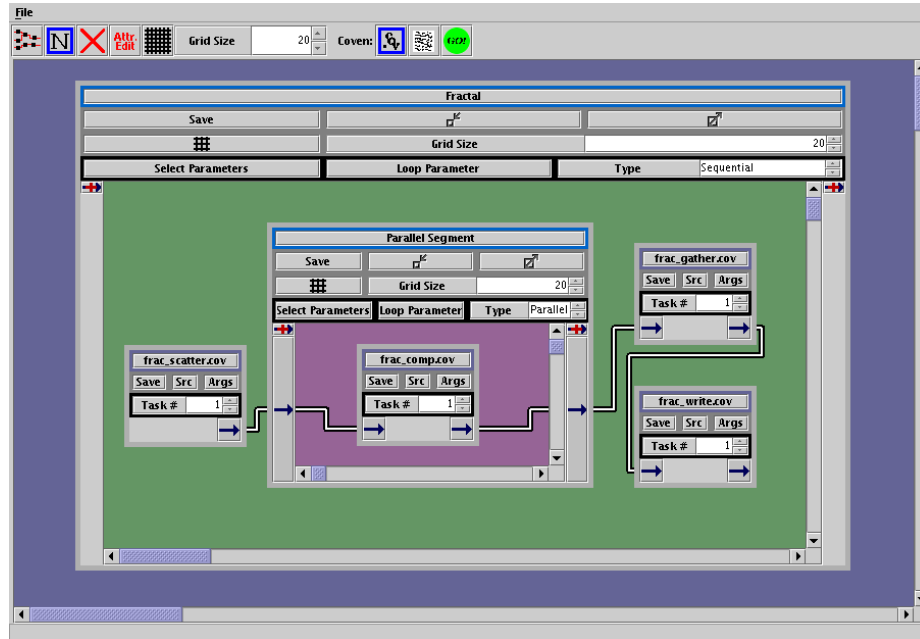 File
N Attr. Edit Grid Size 20 Coven: GO!
Fractal
Save
Grid Size 20
Select Parameters Loop Parameter Type Sequential
Parallel Segment
Save
Grid Size 20
Select Parameters Loop Parameter Type Parallel
frac_scatter.cov
Save Src Args
Task # 1
frac_comp.cov
Save Src Args
Task # 1
frac_gather.cov
Save Src Args
Task # 1
frac_write.cov
Save Src Args
Task # 1